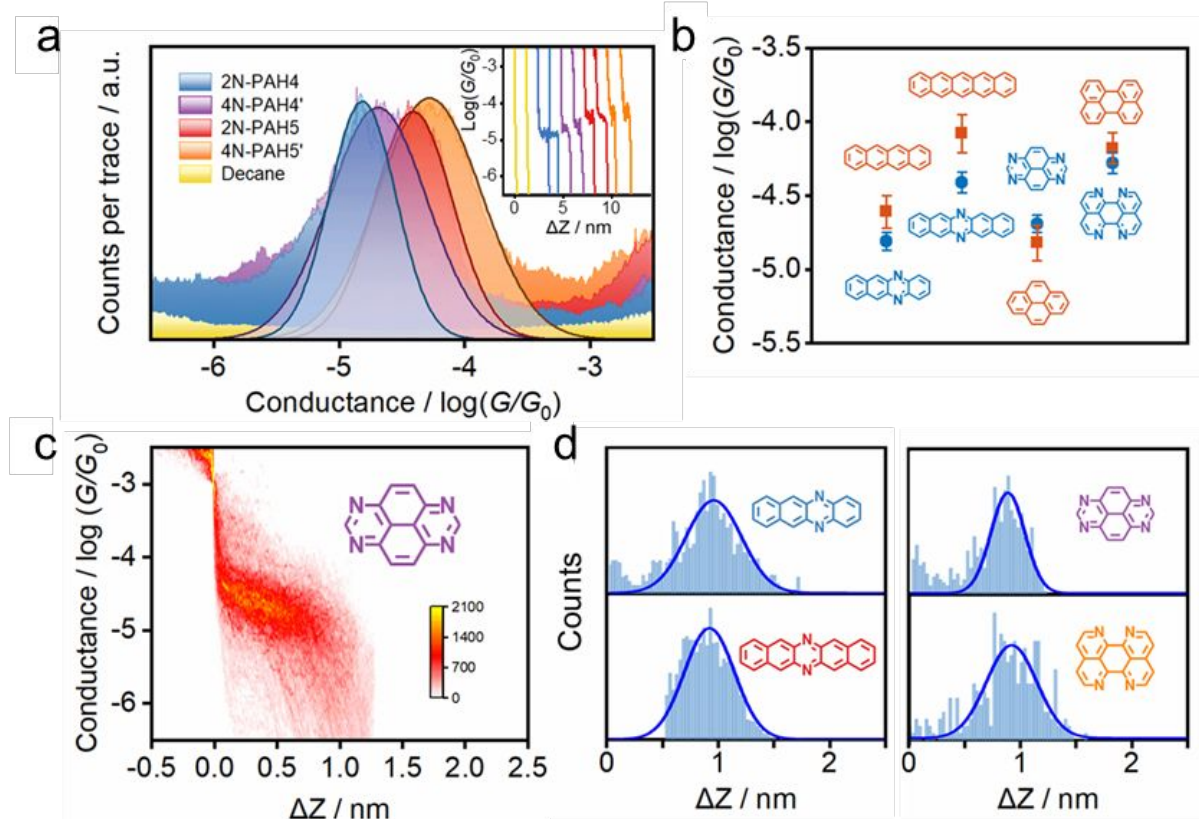 a
Counts per trace / a.u.
2N-PAH4
4N-PAH4'
2N-PAH5
4N-PAH5'
Decane
Log(G/G0)
-3
-4
-5
-6
0 5 10
ΔZ / nm
-6 -5 -4 -3
Conductance / log(G/G0)
b
Conductance / log(G/G0)
-3.5
-4.0
-4.5
-5.0
-5.5
N N
N N
N
N
N N
N N
N
N
c
Conductance / log (G/G0)
-3
-4
-5
-6
N N
N N
2100
1400
700
0
-0.5 0.0 0.5 1.0 1.5 2.0 2.5
ΔZ / nm
d
Counts
N
N
N N
N N
N
N
N N
N N
0 1 2
ΔZ / nm
0 1 2
ΔZ / nm